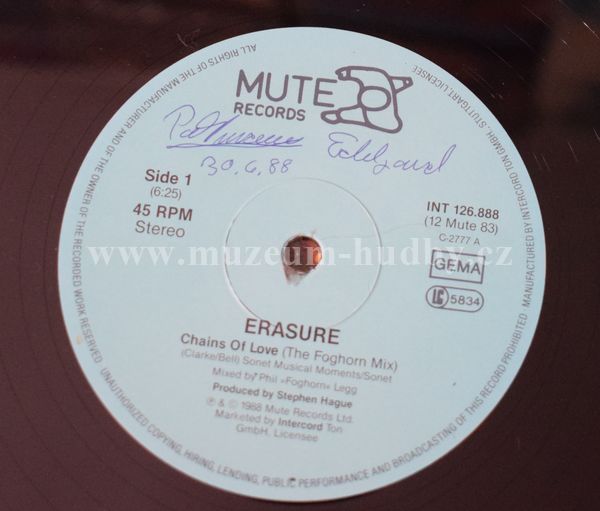 ALL RIGHTS OF THE MANUFACTURER AND OF THE OWNER OF THE RECORDED WORK RESERVED. UNAUTHORIZED COPYING, HIRING, LENDING, PUBLIC PERFORMANCE AND BROADCASTING OF THIS RECORD PROHIBITED MANUFACTURED BY INTERCORD TON GMBH, STUTTGART, LICENSEE
MUTE
RECORDS
30.6.88
Side 1
(6:25)
45 RPM
Stereo
INT 126.888
(12 Mute 83)
C-2777 A
GEMA
LC 5834
www.muzeum-hudby.cz
ERASURE
Chains Of Love (The Foghorn Mix)
(Clarke/Bell) Sonet Musical Moments/Sonet
Mixed by Phil »Foghorn« Legg
Produced by Stephen Hague
℗ & © 1988 Mute Records Ltd.
Marketed by Intercord Ton
GmbH. Licensee